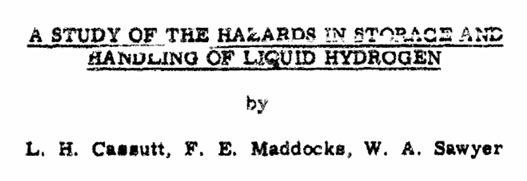 A STUDY OF THE HAZARDS IN STORAGE AND
HANDLING OF LIQUID HYDROGEN
by
L. H. Cassutt, F. E. Maddocks, W. A. Sawyer